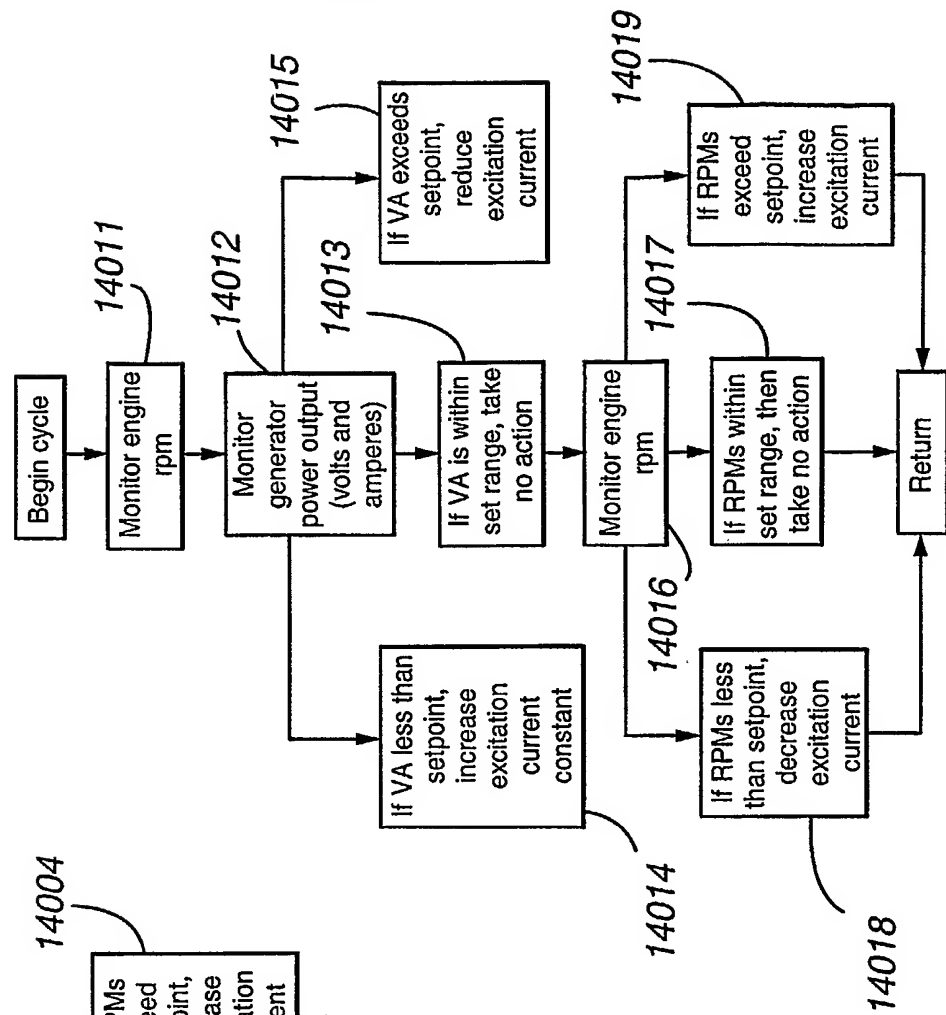 Begin cycle
14011
Monitor engine
rpm
14012
Monitor
generator
power output
(volts and
amperes)
14015
If VA exceeds
setpoint,
reduce
excitation
current
14013
If VA is within
set range, take
no action
If VA less than
setpoint,
increase
excitation
current
constant
14014
Monitor engine
rpm
14016
14019
If RPMs
exceed
setpoint,
increase
excitation
current
14017
If RPMs within
set range, then
take no action
If RPMs less
than setpoint,
decrease
excitation
current
14018
Return
14004